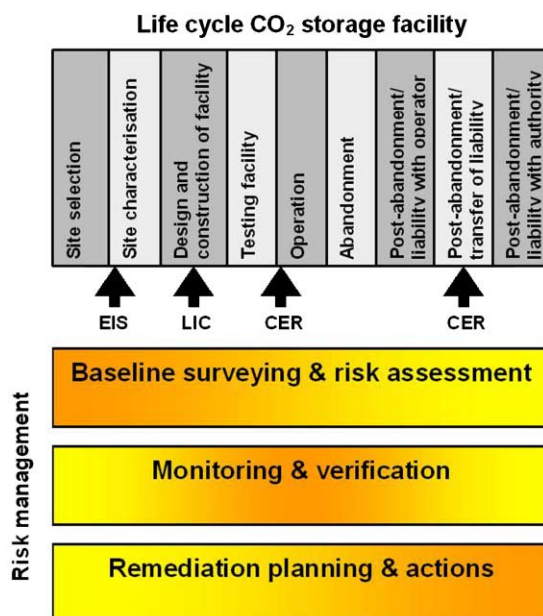 Life cycle CO₂ storage facility
Site selection
Site characterisation
Design and
construction of facility
Testing facility
Operation
Abandonment
Post-abandonment/
liability with operator
Post-abandonment/
transfer of liability
Post-abandonment/
liability with authority
EIS
LIC
CER
CER
Risk management
Baseline surveying & risk assessment
Monitoring & verification
Remediation planning & actions